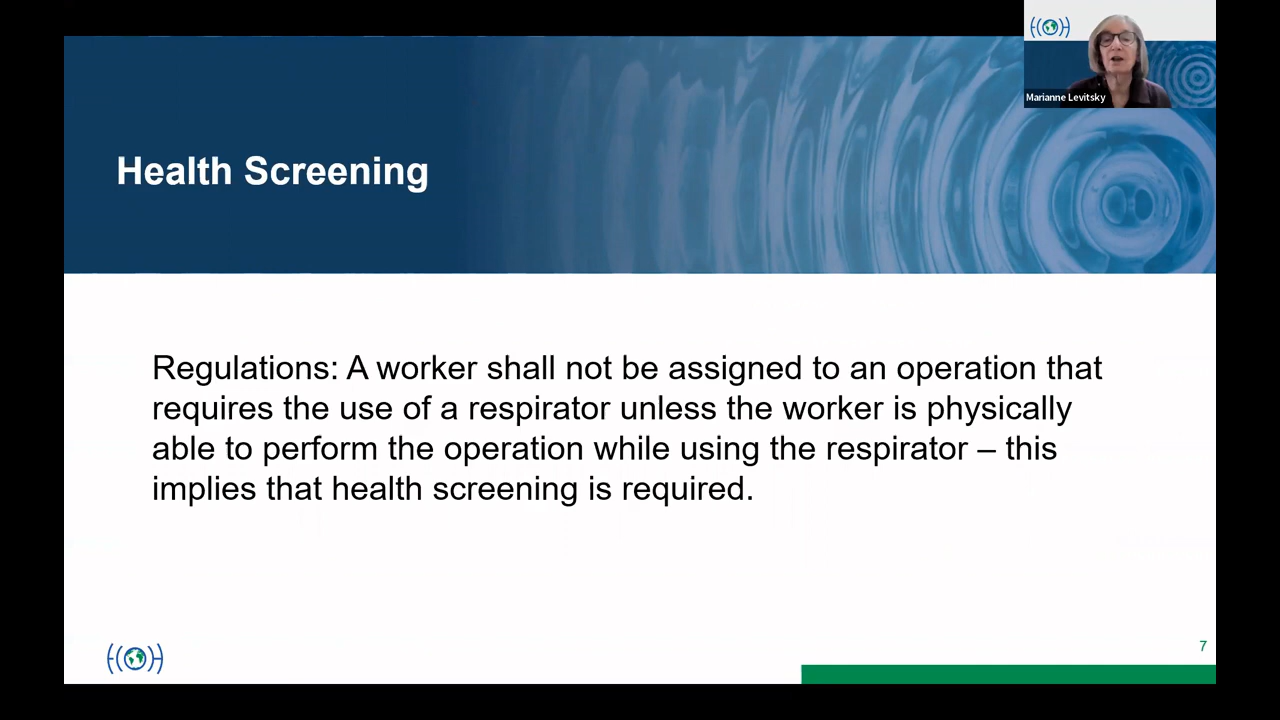 Marianne Levitsky
Health Screening
Regulations: A worker shall not be assigned to an operation that
requires the use of a respirator unless the worker is physically
able to perform the operation while using the respirator – this
implies that health screening is required.
7